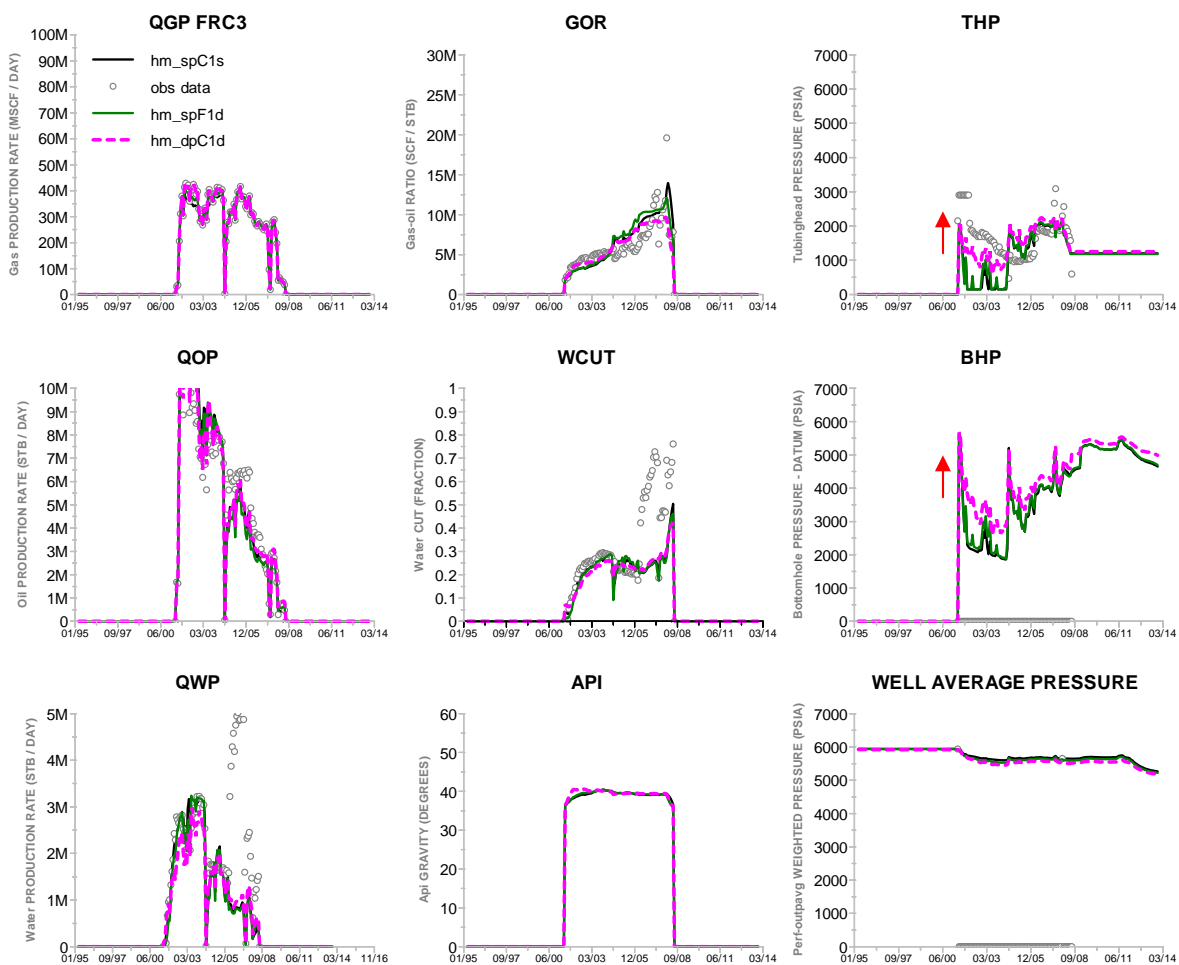 QGP FRC3
Gas PRODUCTION RATE (MSCF / DAY)
100M
90M
80M
70M
60M
50M
40M
30M
20M
10M
0
hm_spC1s
obs data
hm_spF1d
hm_dpC1d
01/95 09/97 06/00 03/03 12/05 09/08 06/11 03/14
GOR
Gas-oil RATIO (SCF / STB)
30M
25M
20M
15M
10M
5M
0
01/95 09/97 06/00 03/03 12/05 09/08 06/11 03/14
THP
Tubinghead PRESSURE (PSIA)
7000
6000
5000
4000
3000
2000
1000
0
01/95 09/97 06/00 03/03 12/05 9/08 06/11 03/14
QOP
Oil PRODUCTION RATE (STB / DAY)
10M
9M
8M
7M
6M
5M
4M
3M
2M
1M
0
01/95 09/97 06/00 03/03 12/05 09/08 06/11 03/14
WCUT
Water CUT (FRACTION)
1
0.9
0.8
0.7
0.6
0.5
0.4
0.3
0.2
0.1
0
01/95 09/97 06/00 03/03 12/05 09/08 06/11 03/14
BHP
Bottomhole PRESSURE - DATUM (PSIA)
7000
6000
5000
4000
3000
2000
1000
0
01/95 09/97 06/00 03/03 12/05 9/08 06/11 03/14
QWP
Water PRODUCTION RATE (STB / DAY)
5M
4M
3M
2M
1M
0
01/95 09/97 06/00 03/03 12/05 09/08 06/11 03/14 11/16
API
Api GRAVITY (DEGREES)
60
50
40
30
20
10
0
01/95 09/97 06/00 03/03 12/05 09/08 06/11 03/14
WELL AVERAGE PRESSURE
Perf-outpavg WEIGHTED PRESSURE (PSIA)
7000
6000
5000
4000
3000
2000
1000
0
01/95 09/97 06/00 03/03 12/05 9/08 06/11 03/14